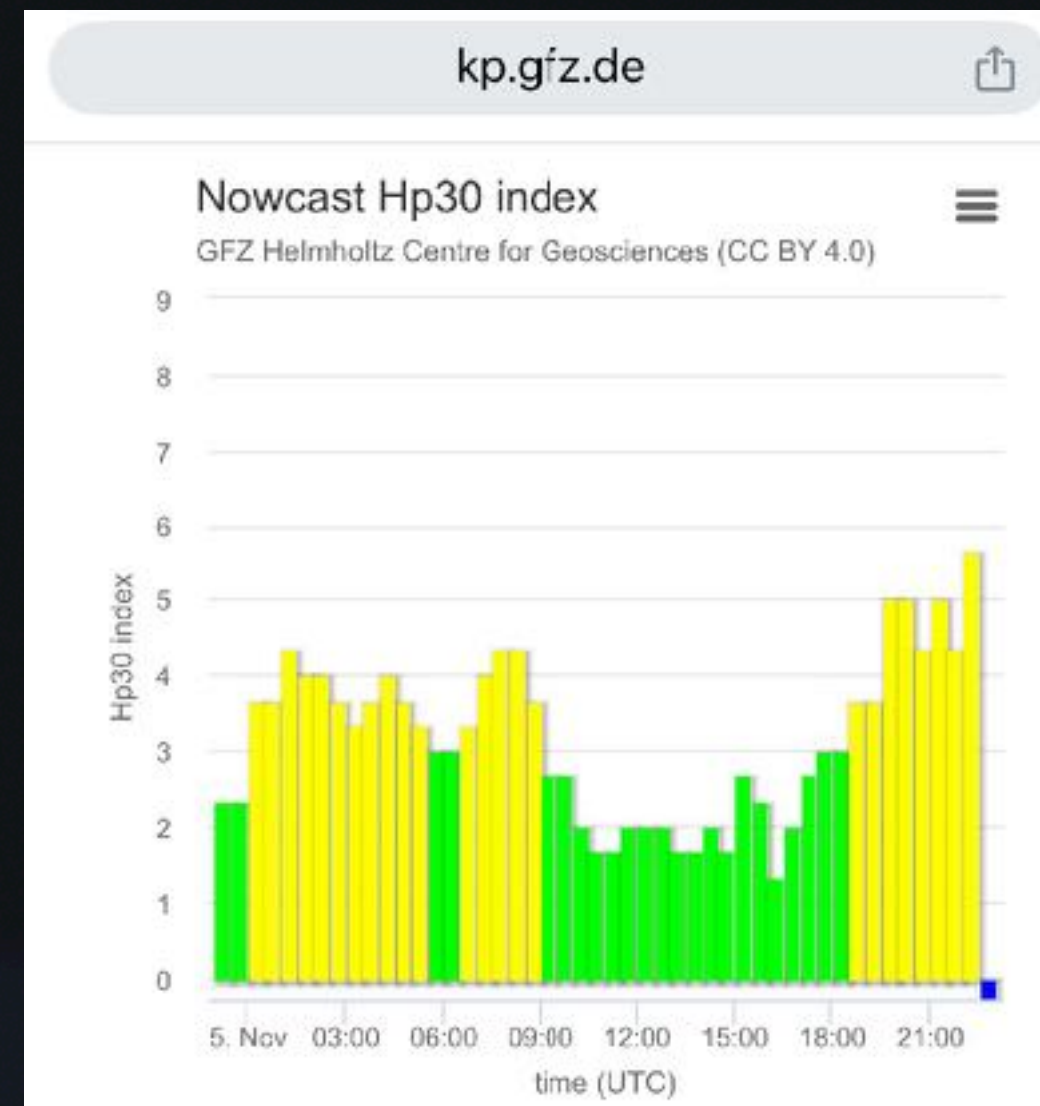 kp.gfz.de
Nowcast Hp30 index
GFZ Helmholtz Centre for Geosciences (CC BY 4.0)
9
8
7
6
5
4
3
2
1
0
Hp30 index
5. Nov 03:00 06:00 09:00 12:00 15:00 18:00 21:00
time (UTC)